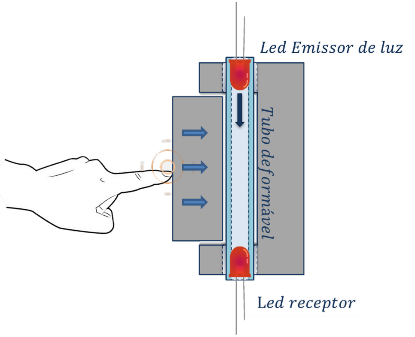 Led Emissor de luz
Tubo deformável
Led receptor